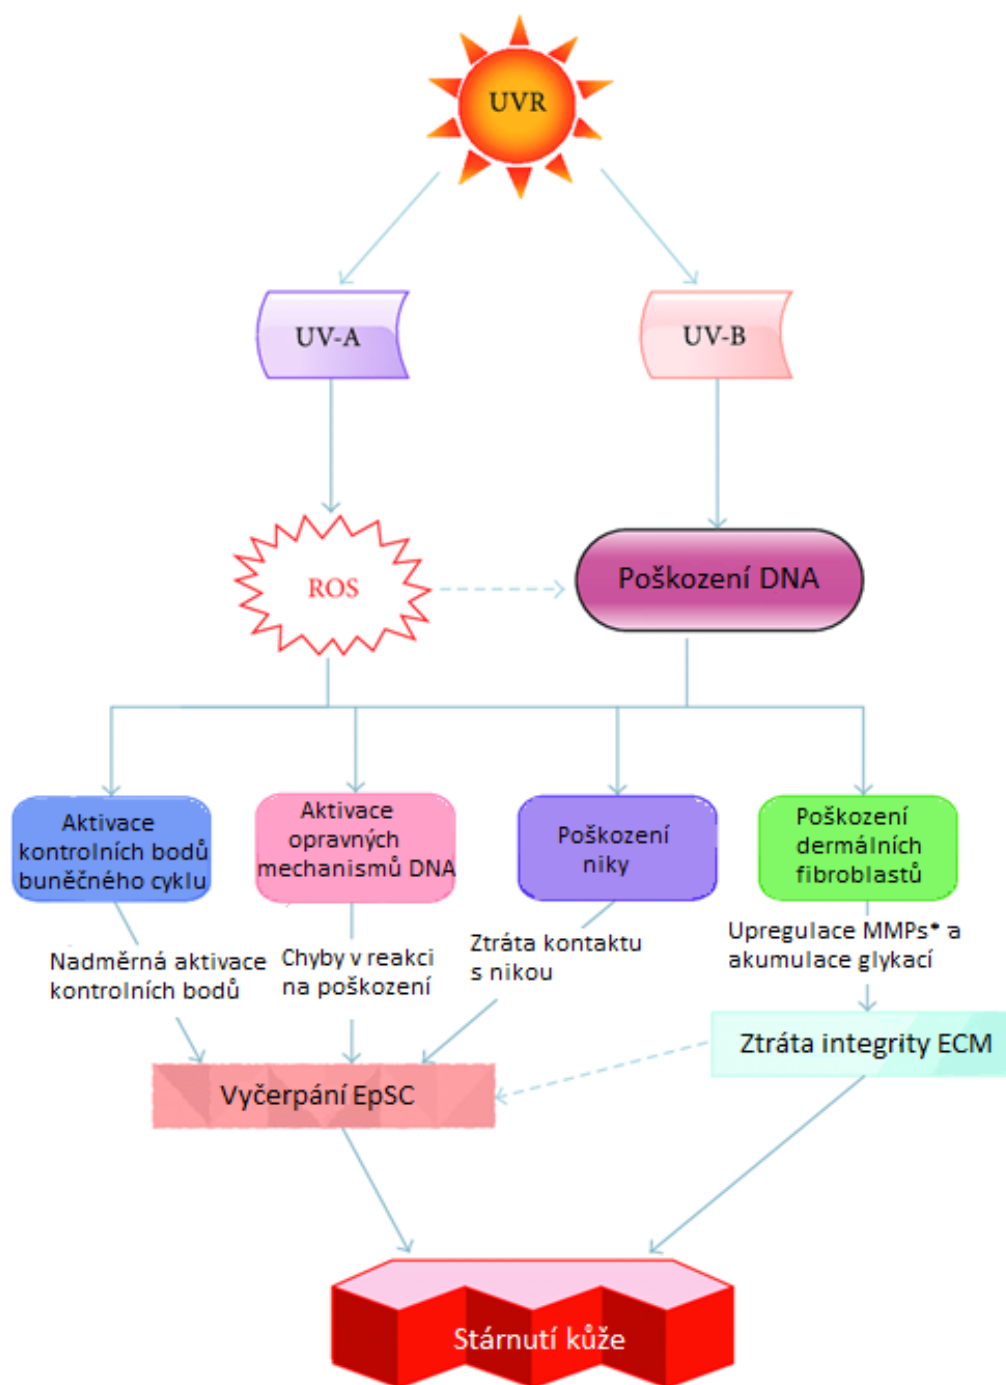 UVR
UV-A
UV-B
ROS
Poškození DNA
Aktivace
kontrolních bodů
buněčného cyklu
Aktivace
opravných
mechanismů DNA
Poškození
niky
Poškození
dermálních
fibroblastů
Nadměrná aktivace
kontrolních bodů
Chyby v reakci
na poškození
Ztráta kontaktu
s nikou
Upregulace MMPs* a
akumulace glykací
Ztráta integrity ECM
Vyčerpání EpSC
Stárnutí kůže